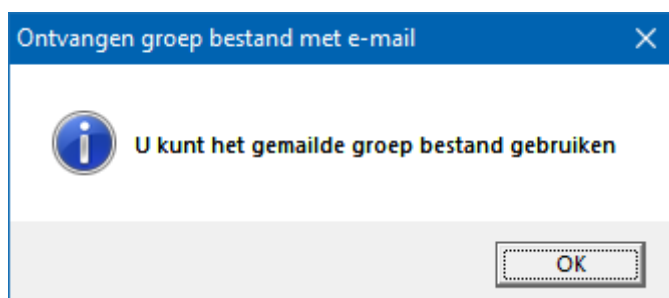 Ontvangen groep bestand met e-mail
U kunt het gemailde groep bestand gebruiken
OK